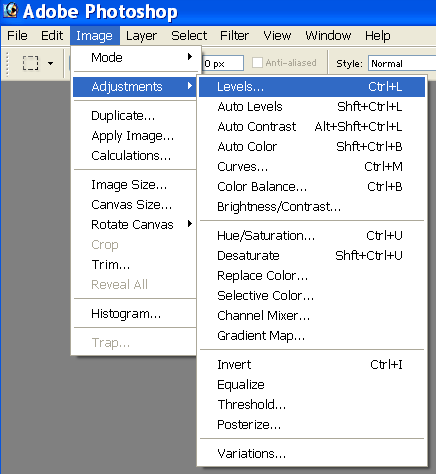 Adobe Photoshop
File Edit Image Layer Select Filter View Window Help
0 px Anti-aliased Style: Normal
Mode
Adjustments
Duplicate...
Apply Image...
Calculations...
Image Size...
Canvas Size...
Rotate Canvas
Crop
Trim...
Reveal All
Histogram...
Trap...
Levels... Ctrl+L
Auto Levels Shft+Ctrl+L
Auto Contrast Alt+Shft+Ctrl+L
Auto Color Shft+Ctrl+B
Curves... Ctrl+M
Color Balance... Ctrl+B
Brightness/Contrast...
Hue/Saturation... Ctrl+U
Desaturate Shft+Ctrl+U
Replace Color...
Selective Color...
Channel Mixer...
Gradient Map...
Invert Ctrl+I
Equalize
Threshold...
Posterize...
Variations...